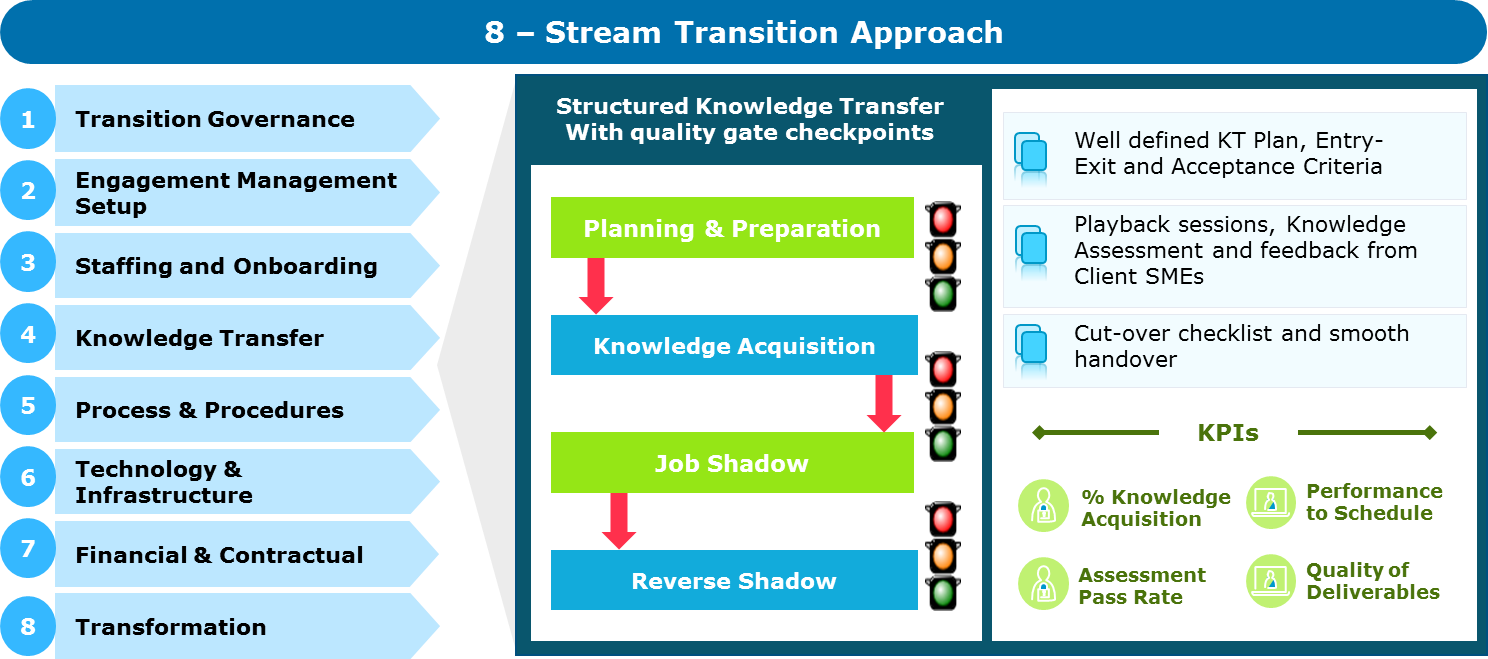 8 – Stream Transition Approach
1
Transition Governance
2
Engagement Management
Setup
3
Staffing and Onboarding
4
Knowledge Transfer
5
Process & Procedures
6
Technology &
Infrastructure
7
Financial & Contractual
8
Transformation
Structured Knowledge Transfer
With quality gate checkpoints
Planning & Preparation
Knowledge Acquisition
Job Shadow
Reverse Shadow
Well defined KT Plan, Entry-
Exit and Acceptance Criteria
Playback sessions, Knowledge
Assessment and feedback from
Client SMEs
Cut-over checklist and smooth
handover
KPIs
% Knowledge
Acquisition
Performance
to Schedule
Assessment
Pass Rate
Quality of
Deliverables